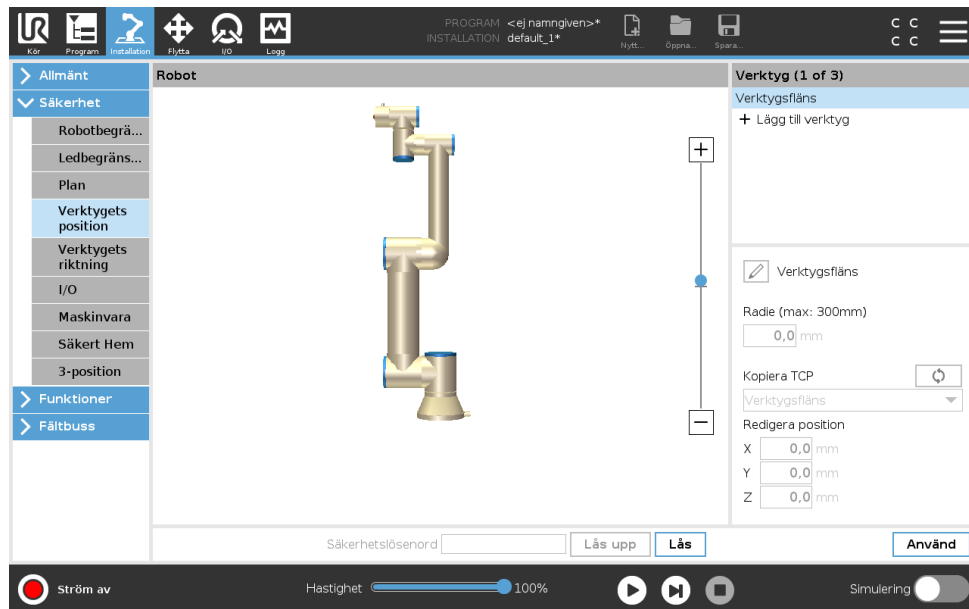 UR
Kör
Program
Installation
Flytta
I/O
Logg
PROGRAM <ej namngiven>*
INSTALLATION default_1*
Nytt...
Öppna...
Spara...
C C
C C
Allmänt
Säkerhet
Robotbegrä...
Ledbegräns...
Plan
Verktygets
position
Verktygets
riktning
I/O
Maskinvara
Säkert Hem
3-position
Funktioner
Fältbuss
Robot
+
−
Verktyg (1 of 3)
Verktygsfläns
+ Lägg till verktyg
Verktygsfläns
Radie (max: 300mm)
0,0 mm
Kopiera TCP
Verktygsfläns
Redigera position
X 0,0 mm
Y 0,0 mm
Z 0,0 mm
Säkerhetslösenord
Lås upp
Lås
Använd
Ström av
Hastighet 100%
Simulering